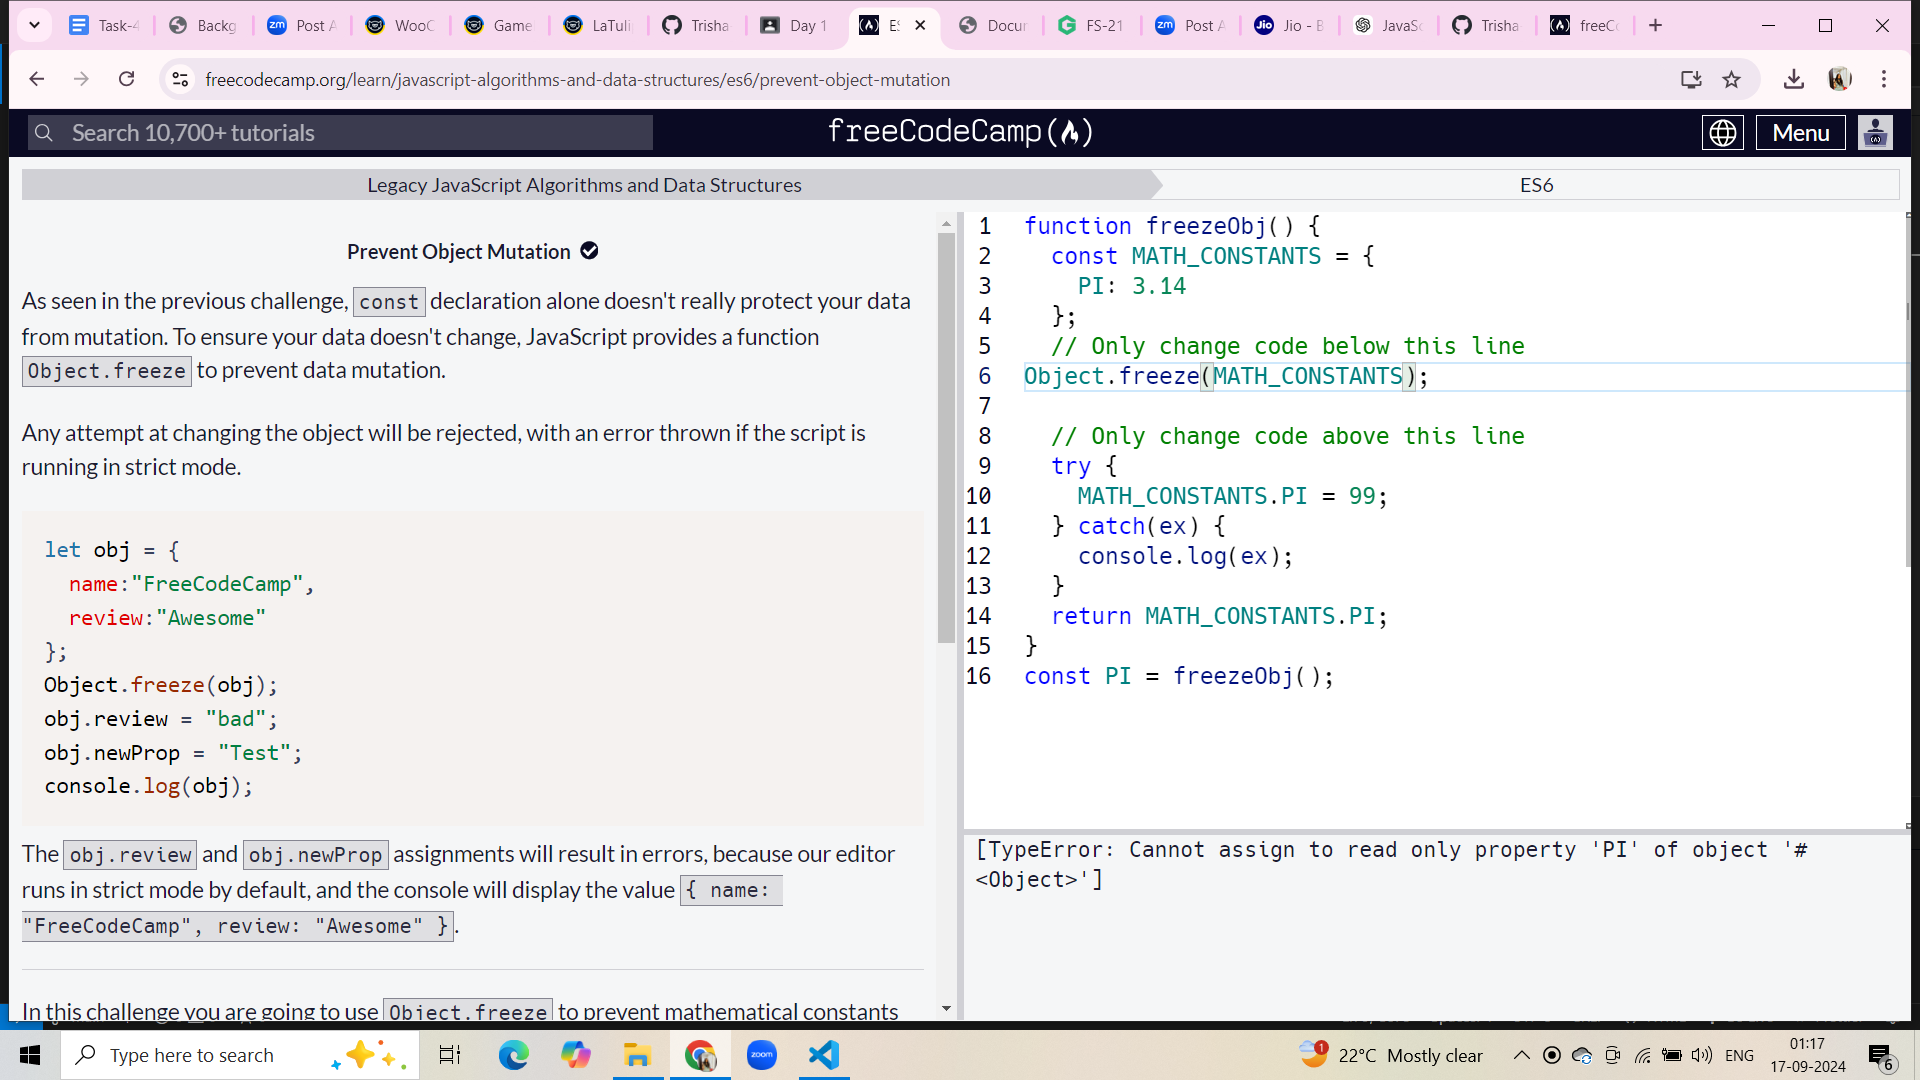 Task-4
Backg
Post A
WooC
Game
LaTuli
Trisha
Day 1
ES
Docur
FS-21
Post A
Jio - B
JavaSc
Trisha
freeCo
freecodecamp.org/learn/javascript-algorithms-and-data-structures/es6/prevent-object-mutation
Search 10,700+ tutorials
freeCodeCamp
Menu
Legacy JavaScript Algorithms and Data Structures
ES6
Prevent Object Mutation
As seen in the previous challenge, const declaration alone doesn't really protect your data
from mutation. To ensure your data doesn't change, JavaScript provides a function
Object.freeze to prevent data mutation.
Any attempt at changing the object will be rejected, with an error thrown if the script is
running in strict mode.
let obj = {
  name:"FreeCodeCamp",
  review:"Awesome"
};
Object.freeze(obj);
obj.review = "bad";
obj.newProp = "Test";
console.log(obj);
The obj.review and obj.newProp assignments will result in errors, because our editor
runs in strict mode by default, and the console will display the value { name:
"FreeCodeCamp", review: "Awesome" }.
In this challenge you are going to use Object.freeze to prevent mathematical constants
1 function freezeObj() {
2   const MATH_CONSTANTS = {
3     PI: 3.14
4   };
5   // Only change code below this line
6 Object.freeze(MATH_CONSTANTS);
7
8   // Only change code above this line
9   try {
10     MATH_CONSTANTS.PI = 99;
11   } catch(ex) {
12     console.log(ex);
13   }
14   return MATH_CONSTANTS.PI;
15 }
16 const PI = freezeObj();
[TypeError: Cannot assign to read only property 'PI' of object '#
<Object>']
Type here to search
zoom
1
22°C Mostly clear
ENG
01:17
17-09-2024
6